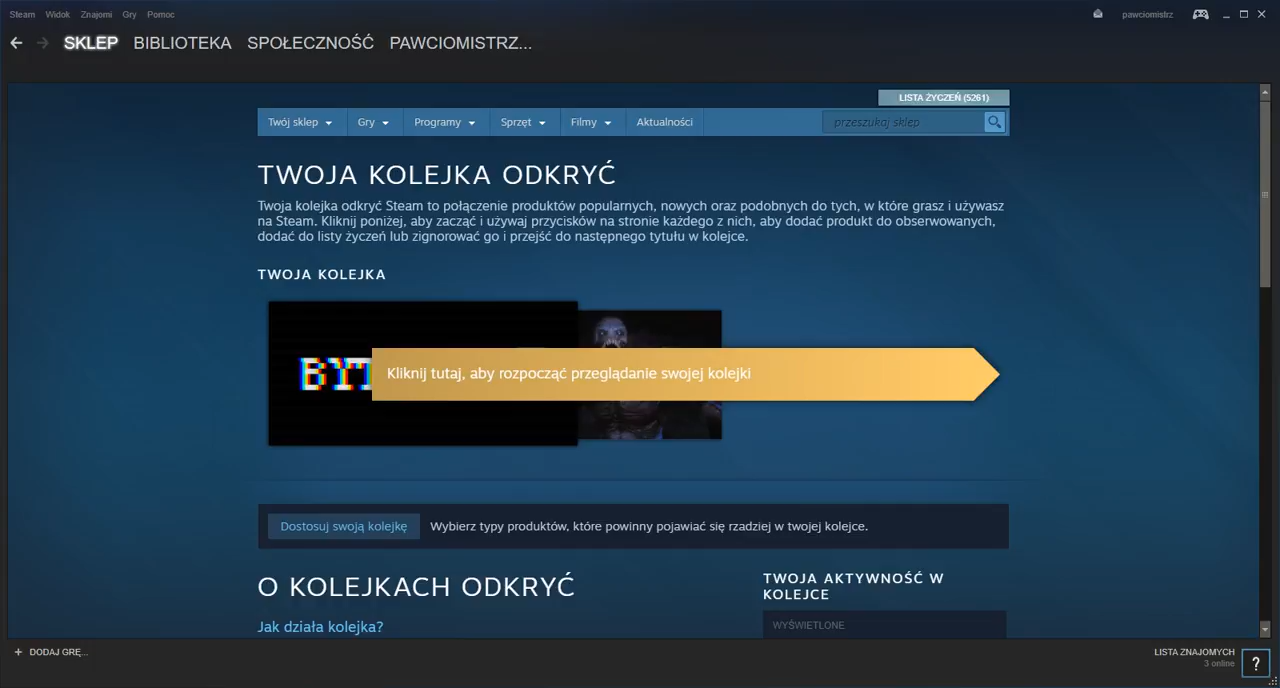 Steam Widok Znajomi Gry Pomoc
pawciomistrz
SKLEP BIBLIOTEKA SPOŁECZNOŚĆ PAWCIOMISTRZ...
LISTA ŻYCZEŃ (5261)
Twój sklep Gry Programy Sprzęt Filmy Aktualności
przeszukaj sklep
TWOJA KOLEJKA ODKRYĆ
Twoja kolejka odkryć Steam to połączenie produktów popularnych, nowych oraz podobnych do tych, w które grasz i używasz
na Steam. Kliknij poniżej, aby zacząć i używaj przycisków na stronie każdego z nich, aby dodać produkt do obserwowanych,
dodać do listy życzeń lub zignorować go i przejść do następnego tytułu w kolejce.
TWOJA KOLEJKA
BYT
Kliknij tutaj, aby rozpocząć przeglądanie swojej kolejki
Dostosuj swoją kolejkę
Wybierz typy produktów, które powinny pojawiać się rzadziej w twojej kolejce.
O KOLEJKACH ODKRYĆ
Jak działa kolejka?
TWOJA AKTYWNOŚĆ W
KOLEJCE
WYŚWIETLONE
+ DODAJ GRĘ...
LISTA ZNAJOMYCH
3 online
?